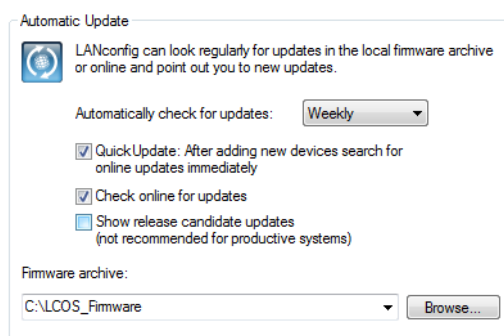 Automatic Update
LANconfig can look regularly for updates in the local firmware archive
or online and point out you to new updates.
Automatically check for updates: Weekly
QuickUpdate: After adding new devices search for
online updates immediately
Check online for updates
Show release candidate updates
(not recommended for productive systems)
Firmware archive:
C:\LCOS_Firmware Browse...